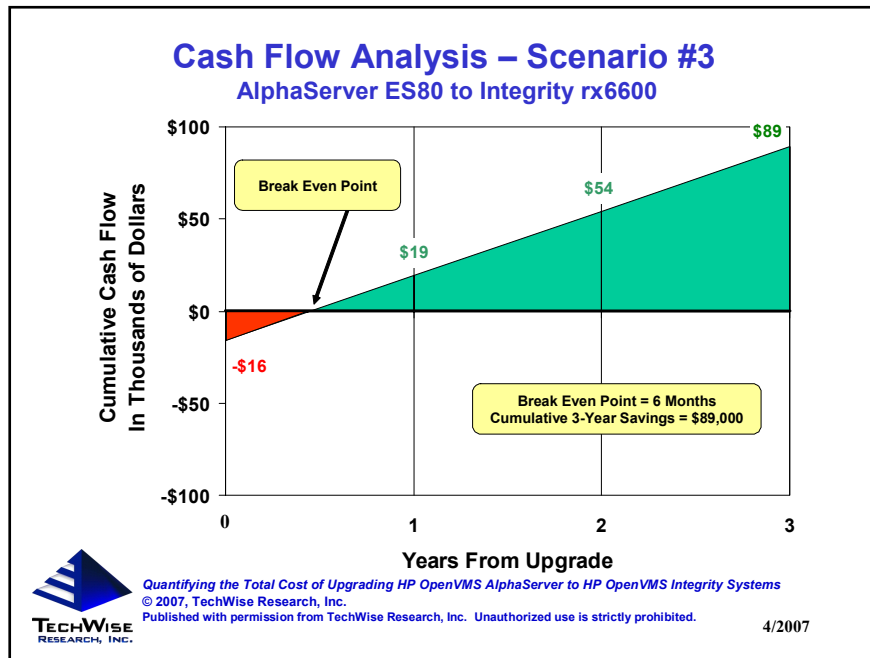 Cash Flow Analysis – Scenario #3
AlphaServer ES80 to Integrity rx6600
Cumulative Cash Flow
In Thousands of Dollars
$100
$50
$0
-$50
-$100
Break Even Point
-$16
$19
$54
$89
Break Even Point = 6 Months
Cumulative 3-Year Savings = $89,000
0
1
2
3
Years From Upgrade
TECHWISE
RESEARCH, INC.
Quantifying the Total Cost of Upgrading HP OpenVMS AlphaServer to HP OpenVMS Integrity Systems
© 2007, TechWise Research, Inc.
Published with permission from TechWise Research, Inc. Unauthorized use is strictly prohibited.
4/2007